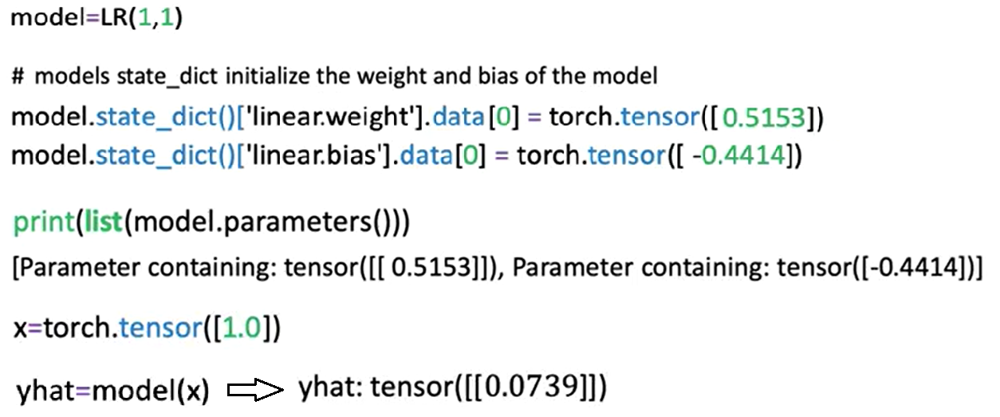 model=LR(1,1)
# models state_dict initialize the weight and bias of the model
model.state_dict()['linear.weight'].data[0] = torch.tensor([ 0.5153])
model.state_dict()['linear.bias'].data[0] = torch.tensor([ -0.4414])
print(list(model.parameters()))
[Parameter containing: tensor([[ 0.5153]]), Parameter containing: tensor([-0.4414])]
x=torch.tensor([1.0])
yhat=model(x) ⇨ yhat: tensor([[0.0739]])